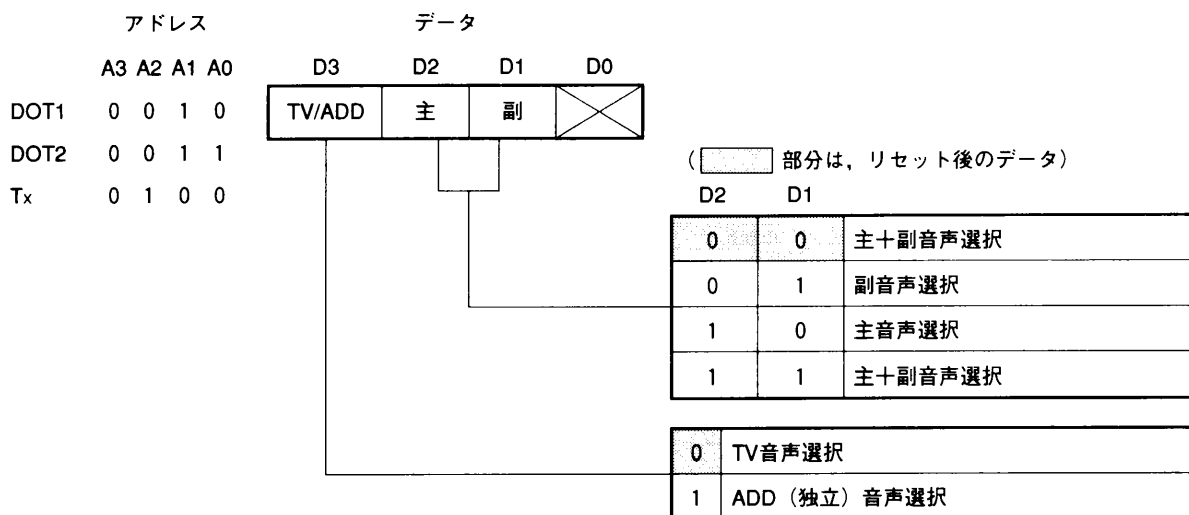 アドレス データ
A3 A2 A1 A0 D3 D2 D1 D0
DOT1 0 0 1 0 TV/ADD 主 副
DOT2 0 0 1 1
Tx 0 1 0 0
( 部分は，リセット後のデータ）
D2 D1
0 0 主＋副音声選択
0 1 副音声選択
1 0 主音声選択
1 1 主＋副音声選択
0 TV音声選択
1 ADD（独立）音声選択